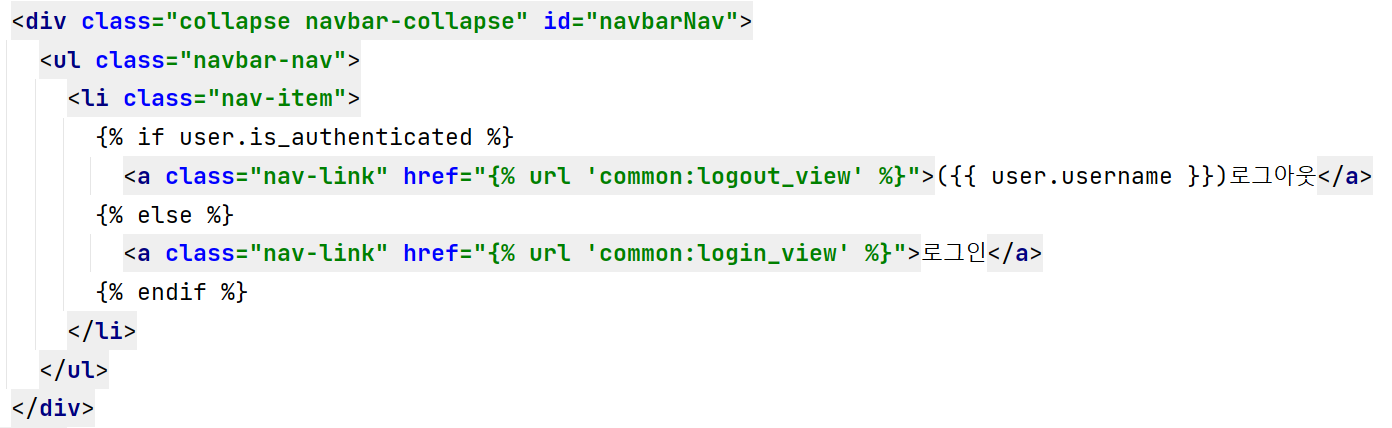 <div class="collapse navbar-collapse" id="navbarNav">
<ul class="navbar-nav">
<li class="nav-item">
{% if user.is_authenticated %}
<a class="nav-link" href="{% url 'common:logout_view' %}">({{ user.username }})로그아웃</a>
{% else %}
<a class="nav-link" href="{% url 'common:login_view' %}">로그인</a>
{% endif %}
</li>
</ul>
</div>